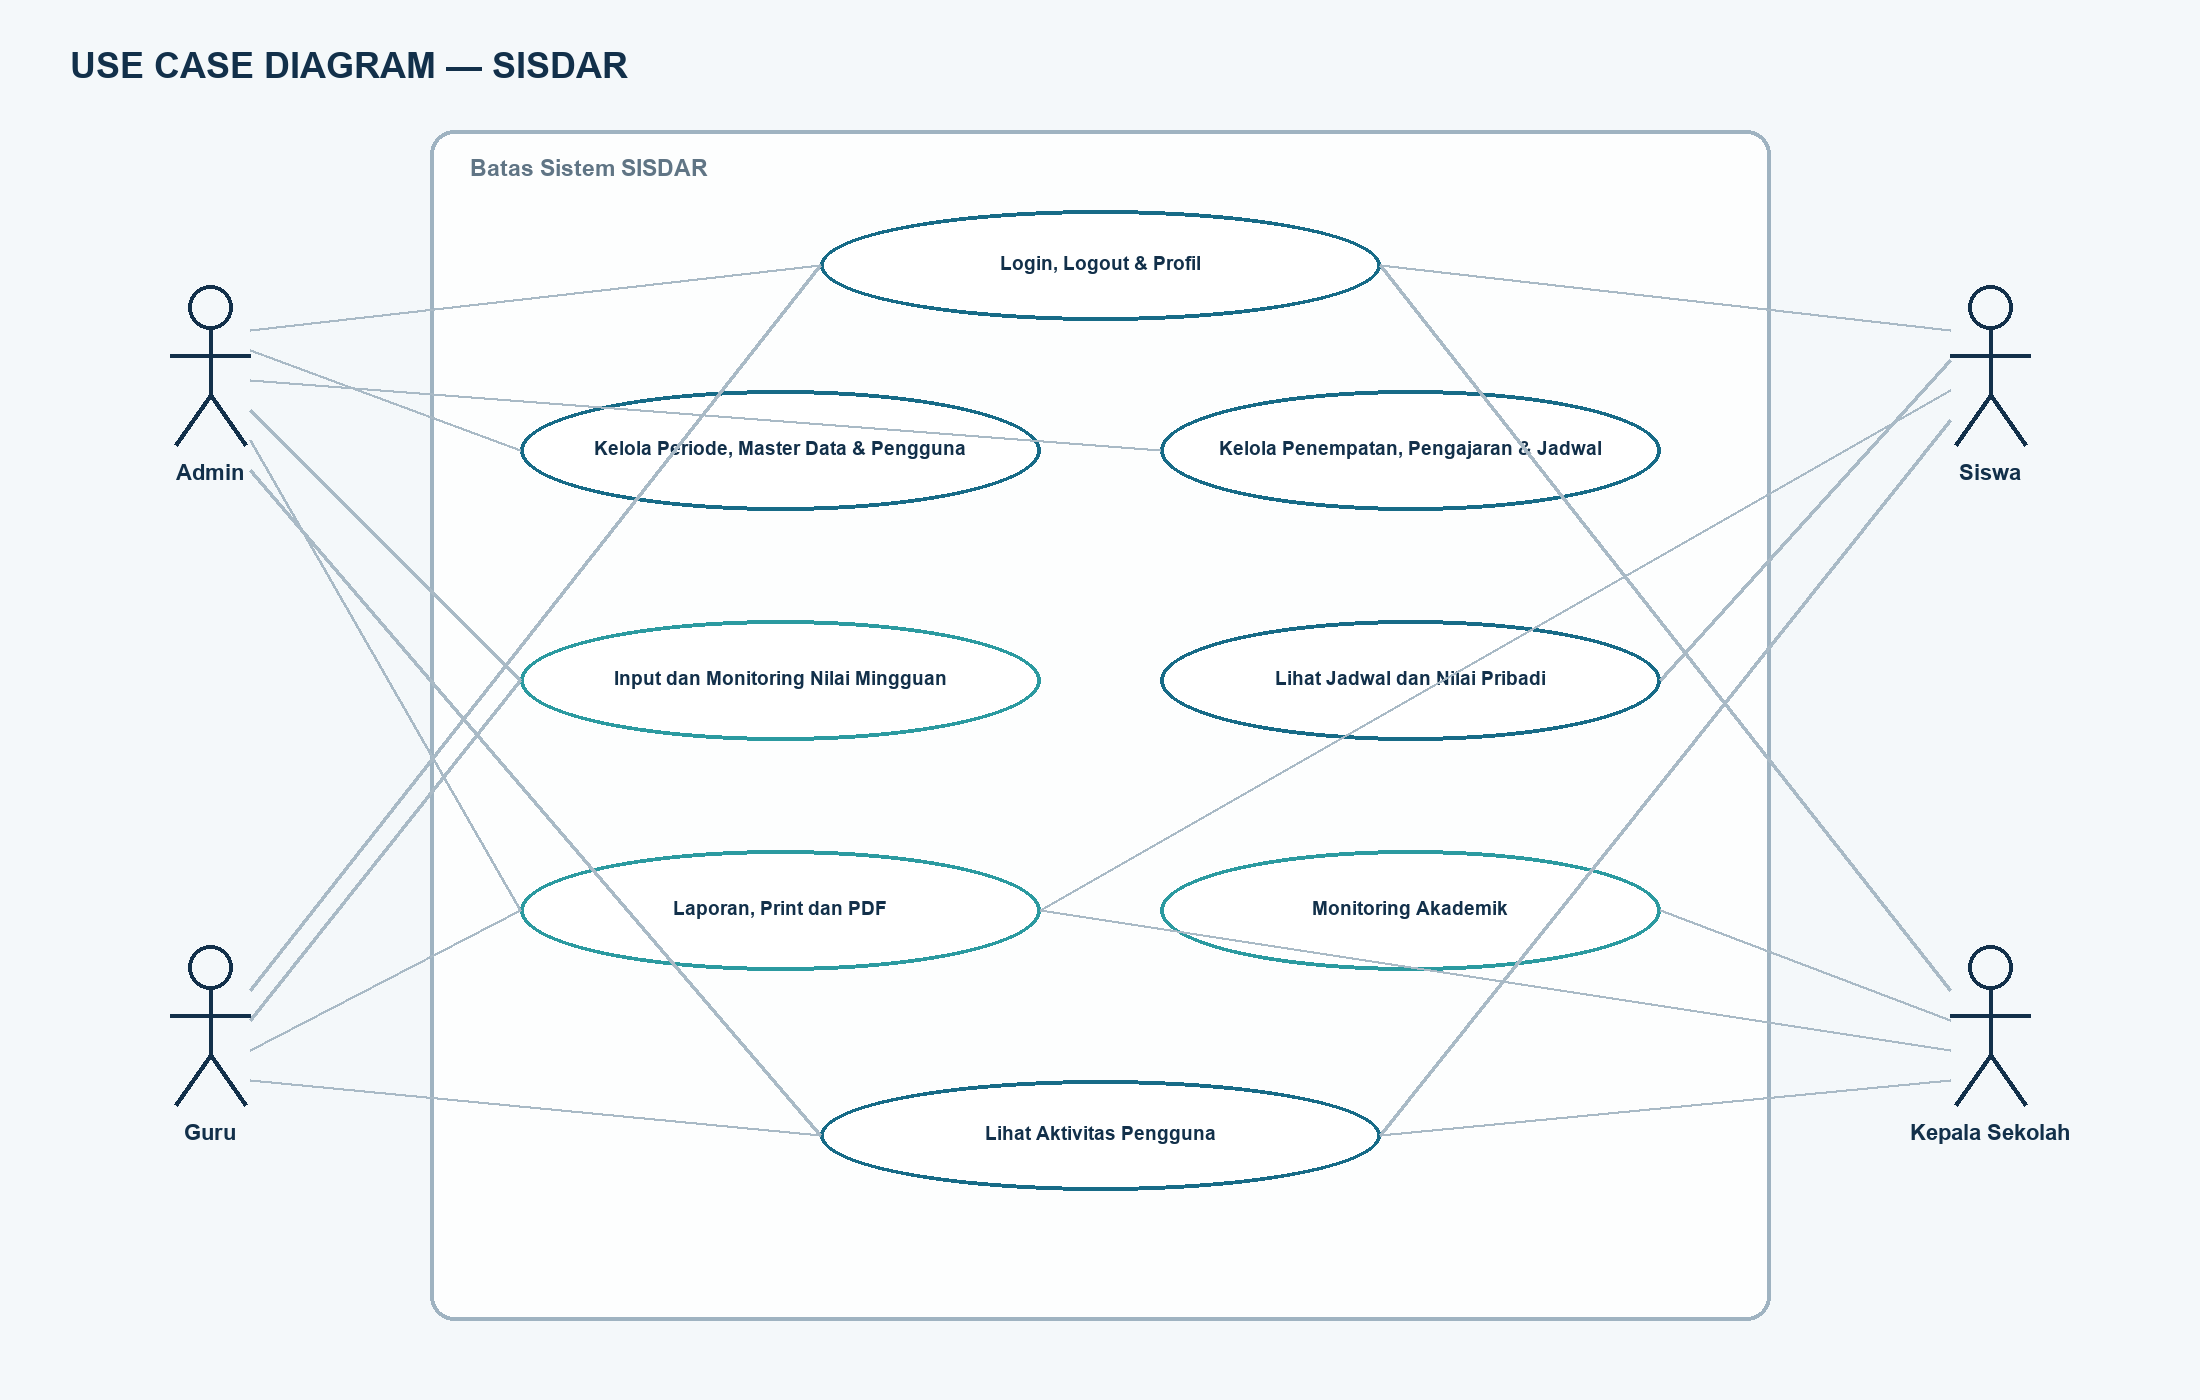 USE CASE DIAGRAM — SISDAR
Batas Sistem SISDAR
Login, Logout & Profil
Kelola Periode, Master Data & Pengguna
Kelola Penempatan, Pengajaran & Jadwal
Admin
Siswa
Input dan Monitoring Nilai Mingguan
Lihat Jadwal dan Nilai Pribadi
Laporan, Print dan PDF
Monitoring Akademik
Guru
Lihat Aktivitas Pengguna
Kepala Sekolah